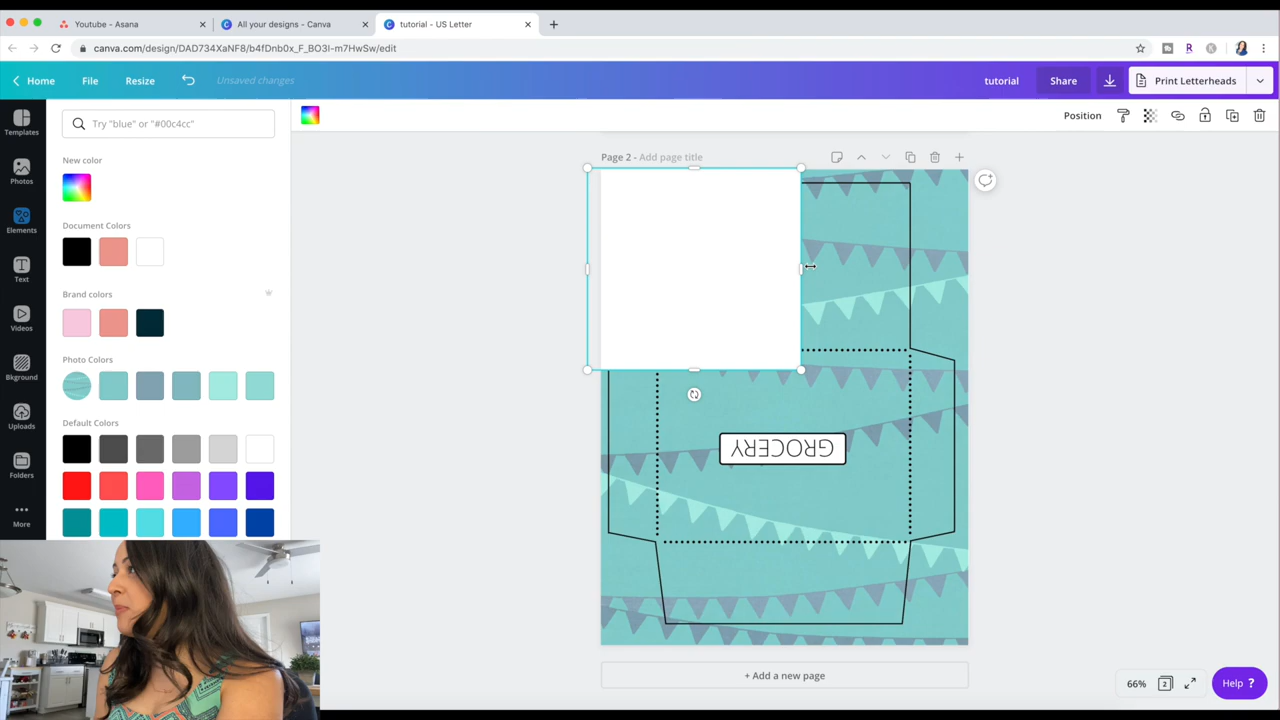 Youtube - Asana
All your designs - Canva
tutorial - US Letter
canva.com/design/DAD734XaNF8/b4fDnb0x_F_BO3I-m7HwSw/edit
Home
File
Resize
Unsaved changes
tutorial
Share
Print Letterheads
Templates
Photos
Elements
Text
Videos
Bkground
Uploads
Folders
More
Try "blue" or "#00c4cc"
New color
Document Colors
Brand colors
Photo Colors
Default Colors
Position
Page 2 - Add page title
GROCERY
+ Add a new page
66%
2
Help ?